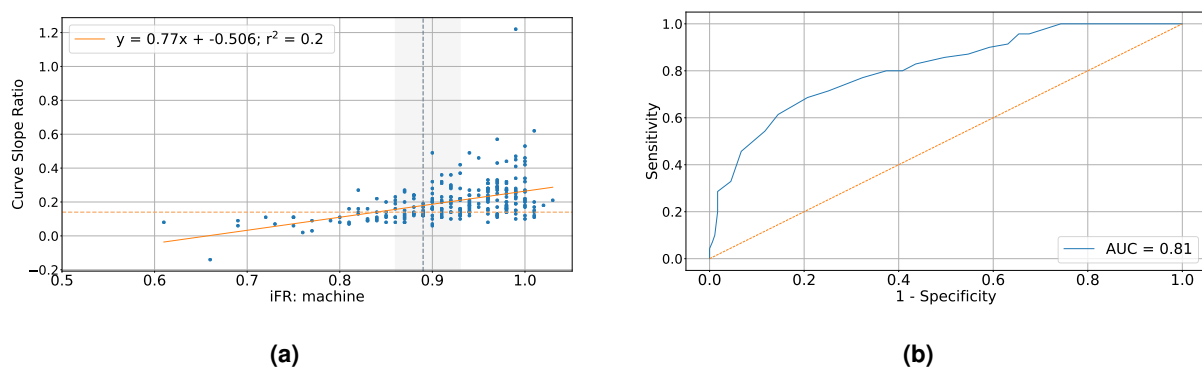 y = 0.77x + -0.506; r² = 0.2
1.2
1.0
0.8
0.6
0.4
0.2
0.0
−0.2
Curve Slope Ratio
0.5 0.6 0.7 0.8 0.9 1.0
iFR: machine
(a)
1.0
0.8
0.6
0.4
0.2
0.0
Sensitivity
AUC = 0.81
0.0 0.2 0.4 0.6 0.8 1.0
1 - Specificity
(b)